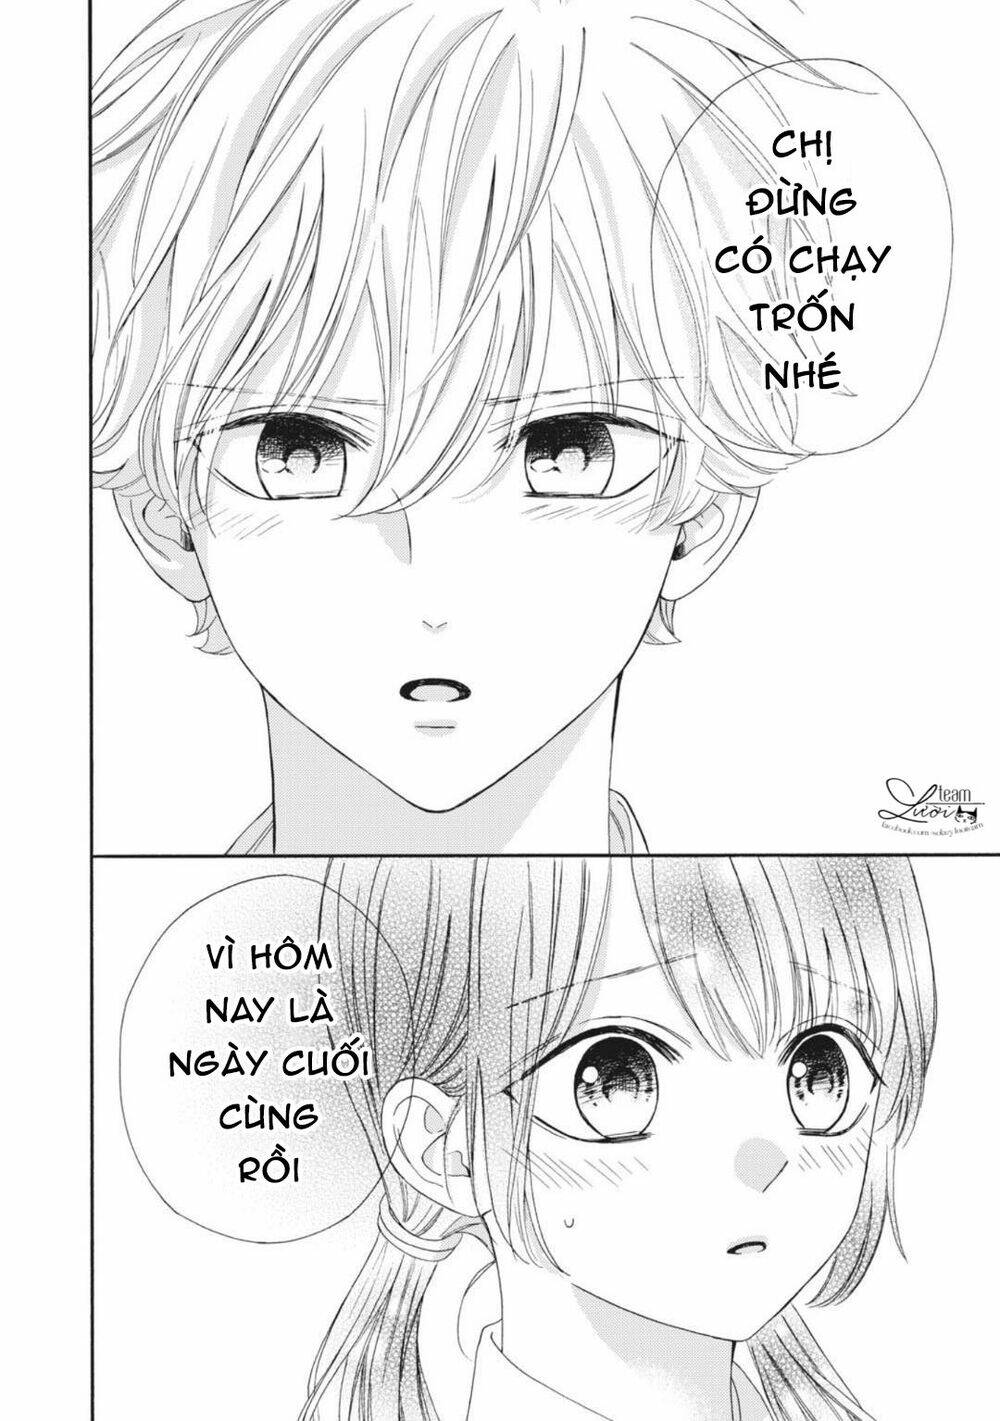 CHỊ
ĐỪNG
CÓ CHẠY
TRỐN
NHÉ
team
Lười
VÌ HÔM
NAY LÀ
NGÀY CUỐI
CÙNG
RỒI